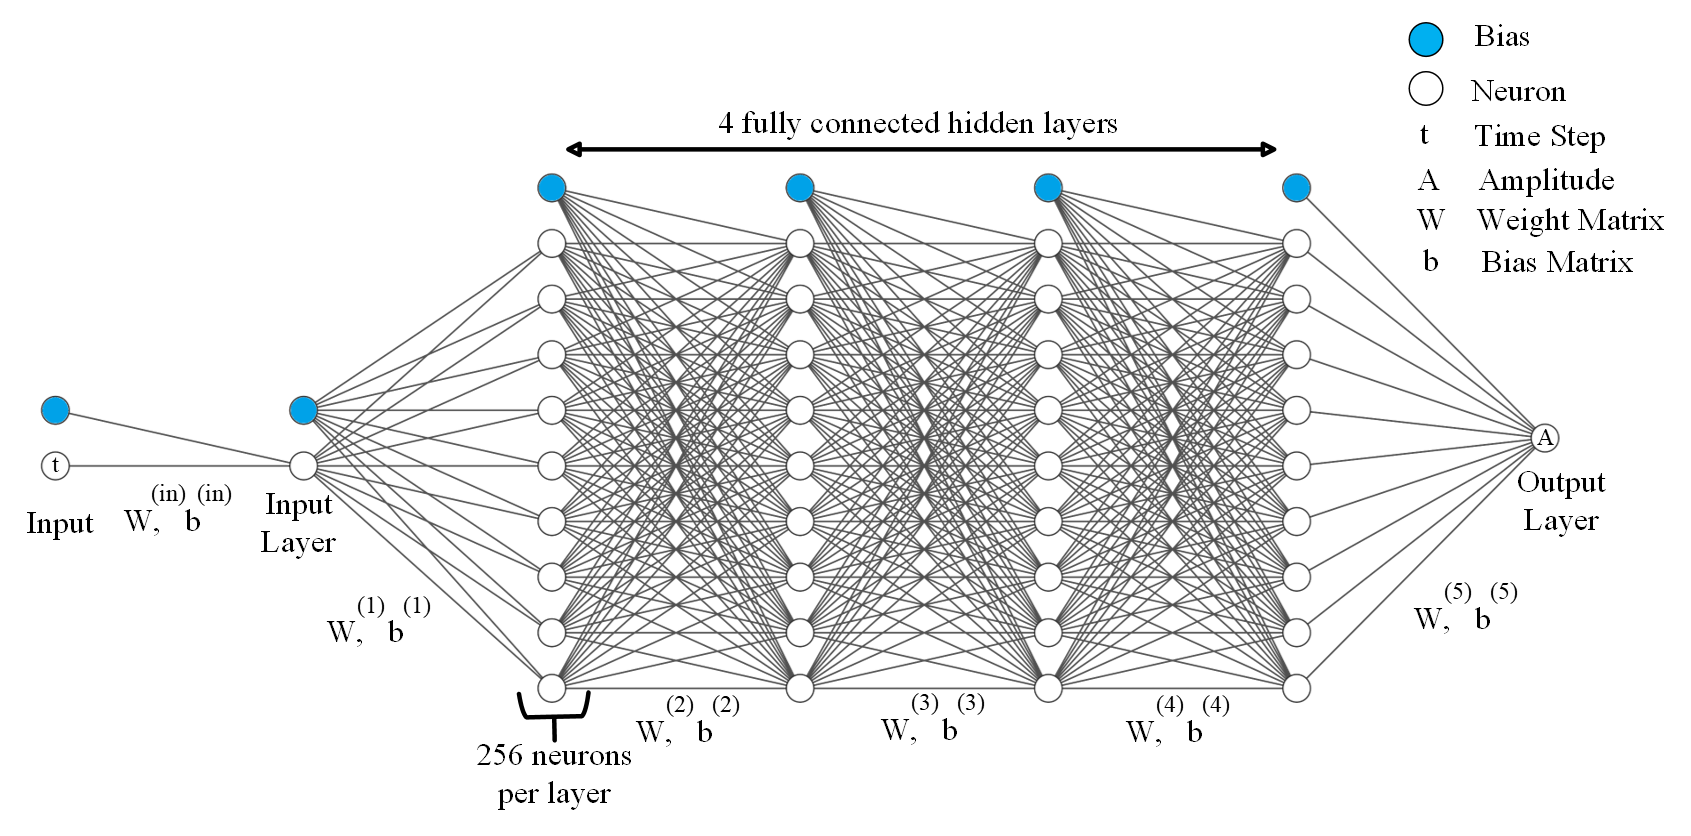 Bias
Neuron
t Time Step
A Amplitude
W Weight Matrix
b Bias Matrix
4 fully connected hidden layers
t
A
Input
W,(in) b(in)
Input
Layer
W,(1) b(1)
256 neurons
per layer
W,(2) b(2)
W,(3) b(3)
W,(4) b(4)
W,(5) b(5)
Output
Layer